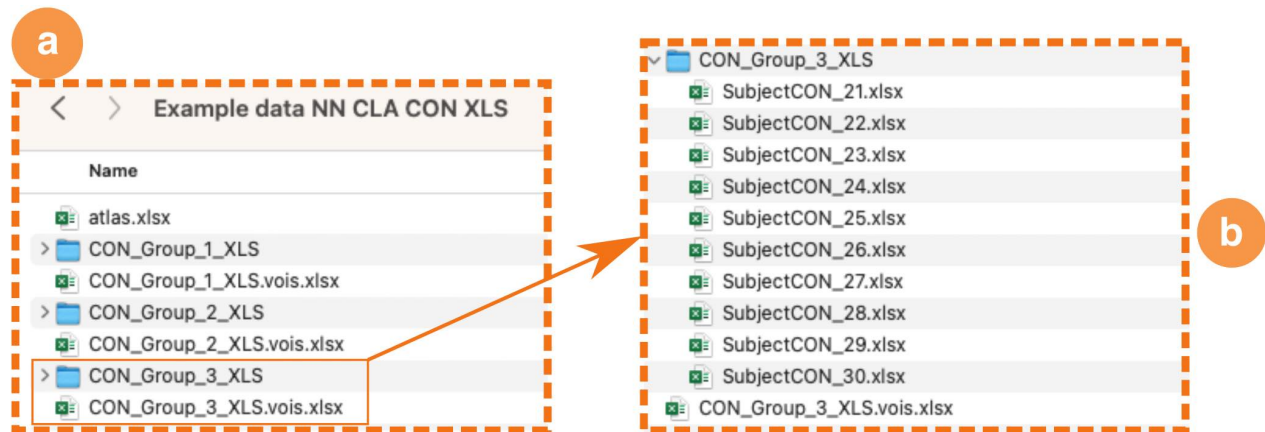 a
Example data NN CLA CON XLS
Name
atlas.xlsx
CON_Group_1_XLS
CON_Group_1_XLS.vois.xlsx
CON_Group_2_XLS
CON_Group_2_XLS.vois.xlsx
CON_Group_3_XLS
CON_Group_3_XLS.vois.xlsx
b
CON_Group_3_XLS
SubjectCON_21.xlsx
SubjectCON_22.xlsx
SubjectCON_23.xlsx
SubjectCON_24.xlsx
SubjectCON_25.xlsx
SubjectCON_26.xlsx
SubjectCON_27.xlsx
SubjectCON_28.xlsx
SubjectCON_29.xlsx
SubjectCON_30.xlsx
CON_Group_3_XLS.vois.xlsx